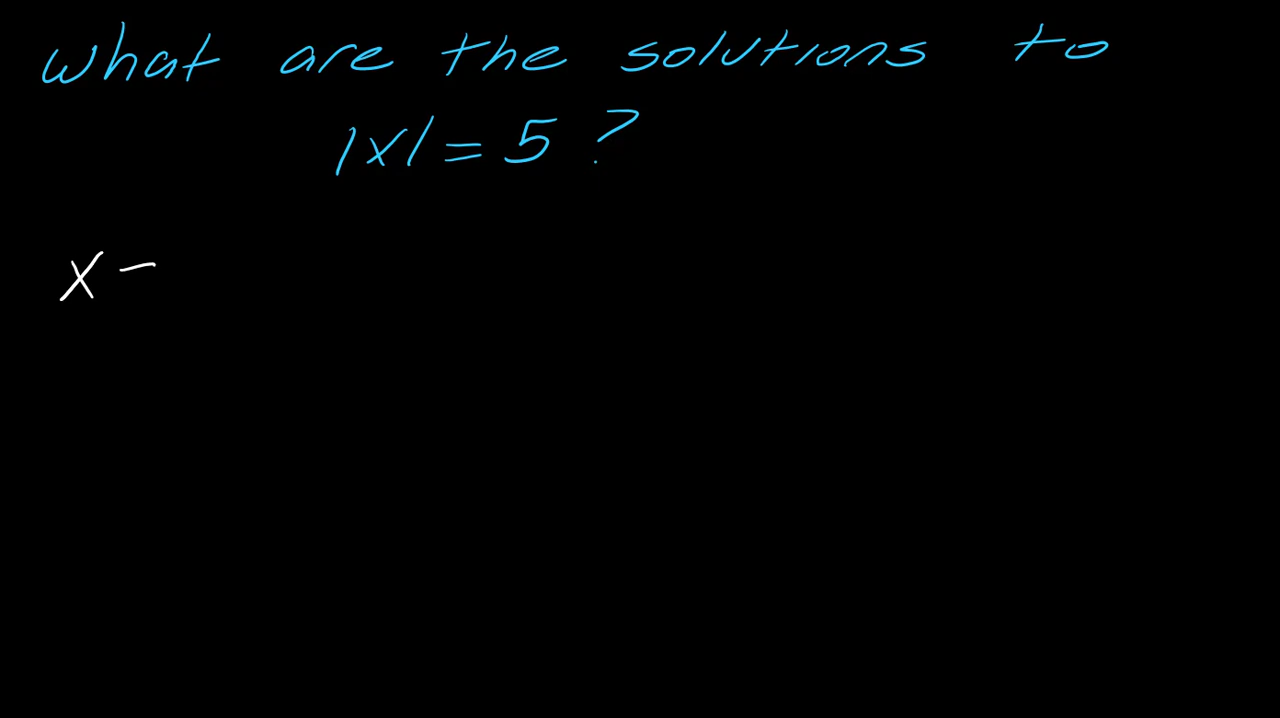 what are the solutions to
|x| = 5 ?
x -